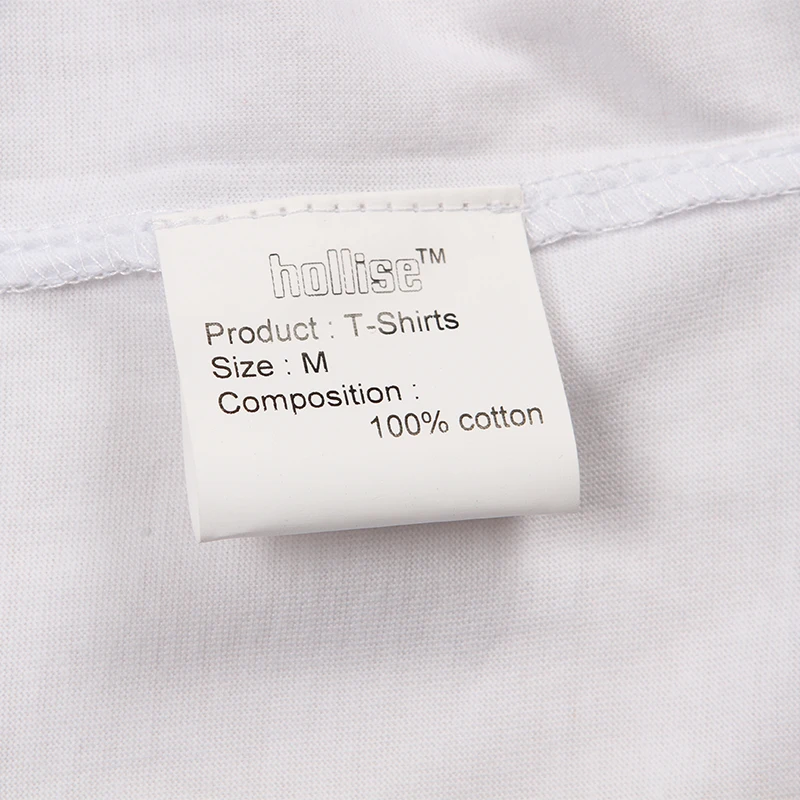 hollise™
Product : T-Shirts
Size : M
Composition :
100% cotton